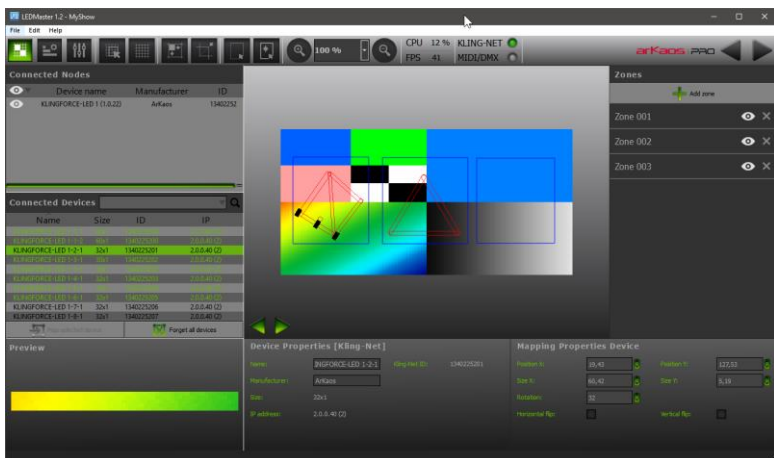 LEDMaster 1.2 - MyShow
File Edit Help
100 %
CPU 12 % KLING-NET
FPS 41 MIDI/DMX
arkaos PRO
Connected Nodes
Device name Manufacturer ID
KLINGFORCE-LED 1 (1.0.22) ArKaos 13402252
Connected Devices
Name Size ID IP
KLINGFORCE-LED 1-2-1 32x1 1340225201 2.0.0.40 (2)
KLINGFORCE-LED 1-7-1 32x1 1340225206 2.0.0.40 (2)
KLINGFORCE-LED 1-8-1 32x1 1340225207 2.0.0.40 (2)
Forget all devices
Preview
Zones
Add zone
Zone 001
Zone 002
Zone 003
Device Properties [Kling-Net]
Name: INGFORCE-LED 1-2-1 Kling-Net ID: 1340225201
Manufacturer: ArKaos
Size: 32x1
IP address: 2.0.0.40 (2)
Mapping Properties Device
Position X: 19,43 Position Y: 127,53
Size X: 60,42 Size Y: 5,19
Rotation: 32
Horizontal flip: Vertical flip: